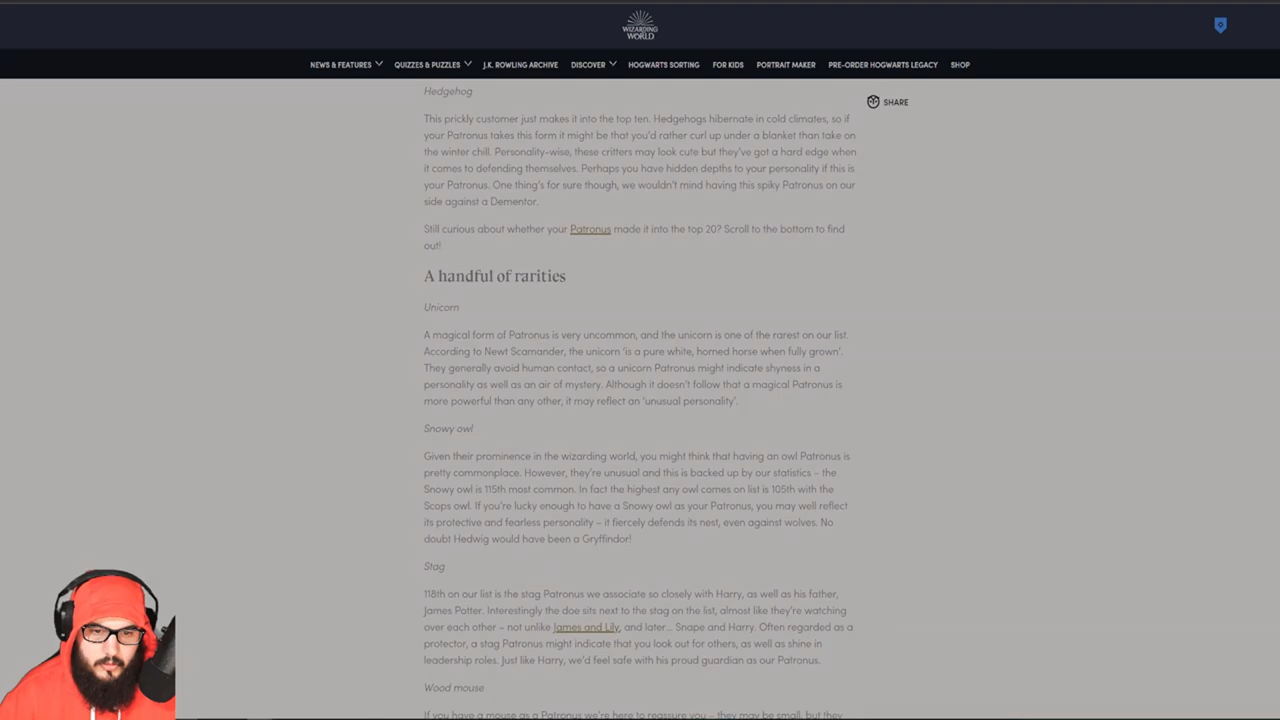 WIZARDING
WORLD
NEWS & FEATURES QUIZZES & PUZZLES J.K. ROWLING ARCHIVE DISCOVER HOGWARTS SORTING FOR KIDS PORTRAIT MAKER PRE-ORDER HOGWARTS LEGACY SHOP
Hedgehog
SHARE
This prickly customer just makes it into the top ten. Hedgehogs hibernate in cold climates, so if
your Patronus takes this form it might be that you'd rather curl up under a blanket than take on
the winter chill. Personality-wise, these critters may look cute but they've got a hard edge when
it comes to defending themselves. Perhaps you have hidden depths to your personality if this is
your Patronus. One thing's for sure though, we wouldn't mind having this spiky Patronus on our
side against a Dementor.
Still curious about whether your Patronus made it into the top 20? Scroll to the bottom to find
out!
A handful of rarities
Unicorn
A magical form of Patronus is very uncommon, and the unicorn is one of the rarest on our list.
According to Newt Scamander, the unicorn 'is a pure white, horned horse when fully grown'.
They generally avoid human contact, so a unicorn Patronus might indicate shyness in a
personality as well as an air of mystery. Although it doesn't follow that a magical Patronus is
more powerful than any other, it may reflect an 'unusual personality'.
Snowy owl
Given their prominence in the wizarding world, you might think that having an owl Patronus is
pretty commonplace. However, they're unusual and this is backed up by our statistics – the
Snowy owl is 115th most common. In fact the highest any owl comes on list is 105th with the
Scops owl. If you're lucky enough to have a Snowy owl as your Patronus, you may well reflect
its protective and fearless personality – it fiercely defends its nest, even against wolves. No
doubt Hedwig would have been a Gryffindor!
Stag
118th on our list is the stag Patronus we associate so closely with Harry, as well as his father,
James Potter. Interestingly the doe sits next to the stag on the list, almost like they're watching
over each other – not unlike James and Lily, and later... Snape and Harry. Often regarded as a
protector, a stag Patronus might indicate that you look out for others, as well as shine in
leadership roles. Just like Harry, we'd feel safe with his proud guardian as our Patronus.
Wood mouse
If you have a mouse as a Patronus we're here to reassure you – they may be small, but they